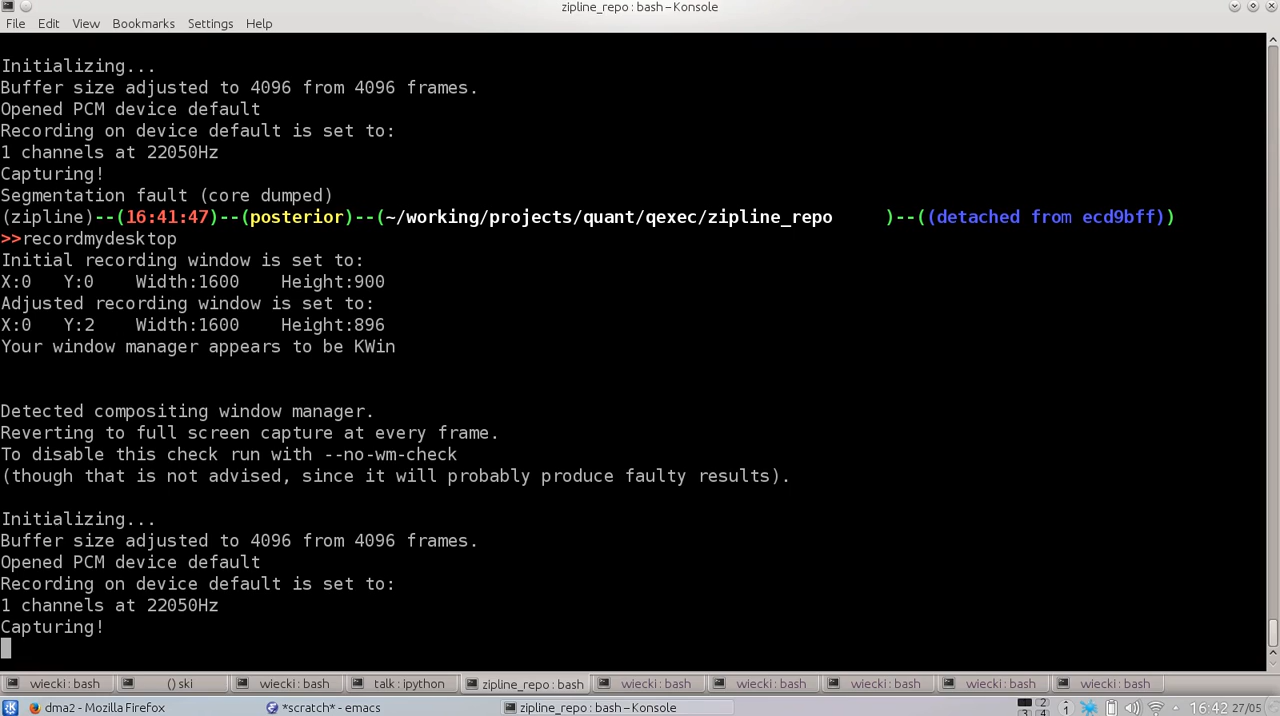 zipline_repo : bash – Konsole
File Edit View Bookmarks Settings Help
Initializing...
Buffer size adjusted to 4096 from 4096 frames.
Opened PCM device default
Recording on device default is set to:
1 channels at 22050Hz
Capturing!
Segmentation fault (core dumped)
(zipline)--(16:41:47)--(posterior)--(~/working/projects/quant/qexec/zipline_repo     )--((detached from ecd9bff))
>>recordmydesktop
Initial recording window is set to:
X:0   Y:0    Width:1600    Height:900
Adjusted recording window is set to:
X:0   Y:2    Width:1600    Height:896
Your window manager appears to be KWin
Detected compositing window manager.
Reverting to full screen capture at every frame.
To disable this check run with --no-wm-check
(though that is not advised, since it will probably produce faulty results).
Initializing...
Buffer size adjusted to 4096 from 4096 frames.
Opened PCM device default
Recording on device default is set to:
1 channels at 22050Hz
Capturing!
wiecki : bash () ski wiecki : bash talk : ipython zipline_repo : bash wiecki : bash wiecki : bash wiecki : bash wiecki : bash wiecki : bash
dma2 - Mozilla Firefox *scratch* - emacs zipline_repo : bash – Konsole 2 3 4 1 16:42 27/05